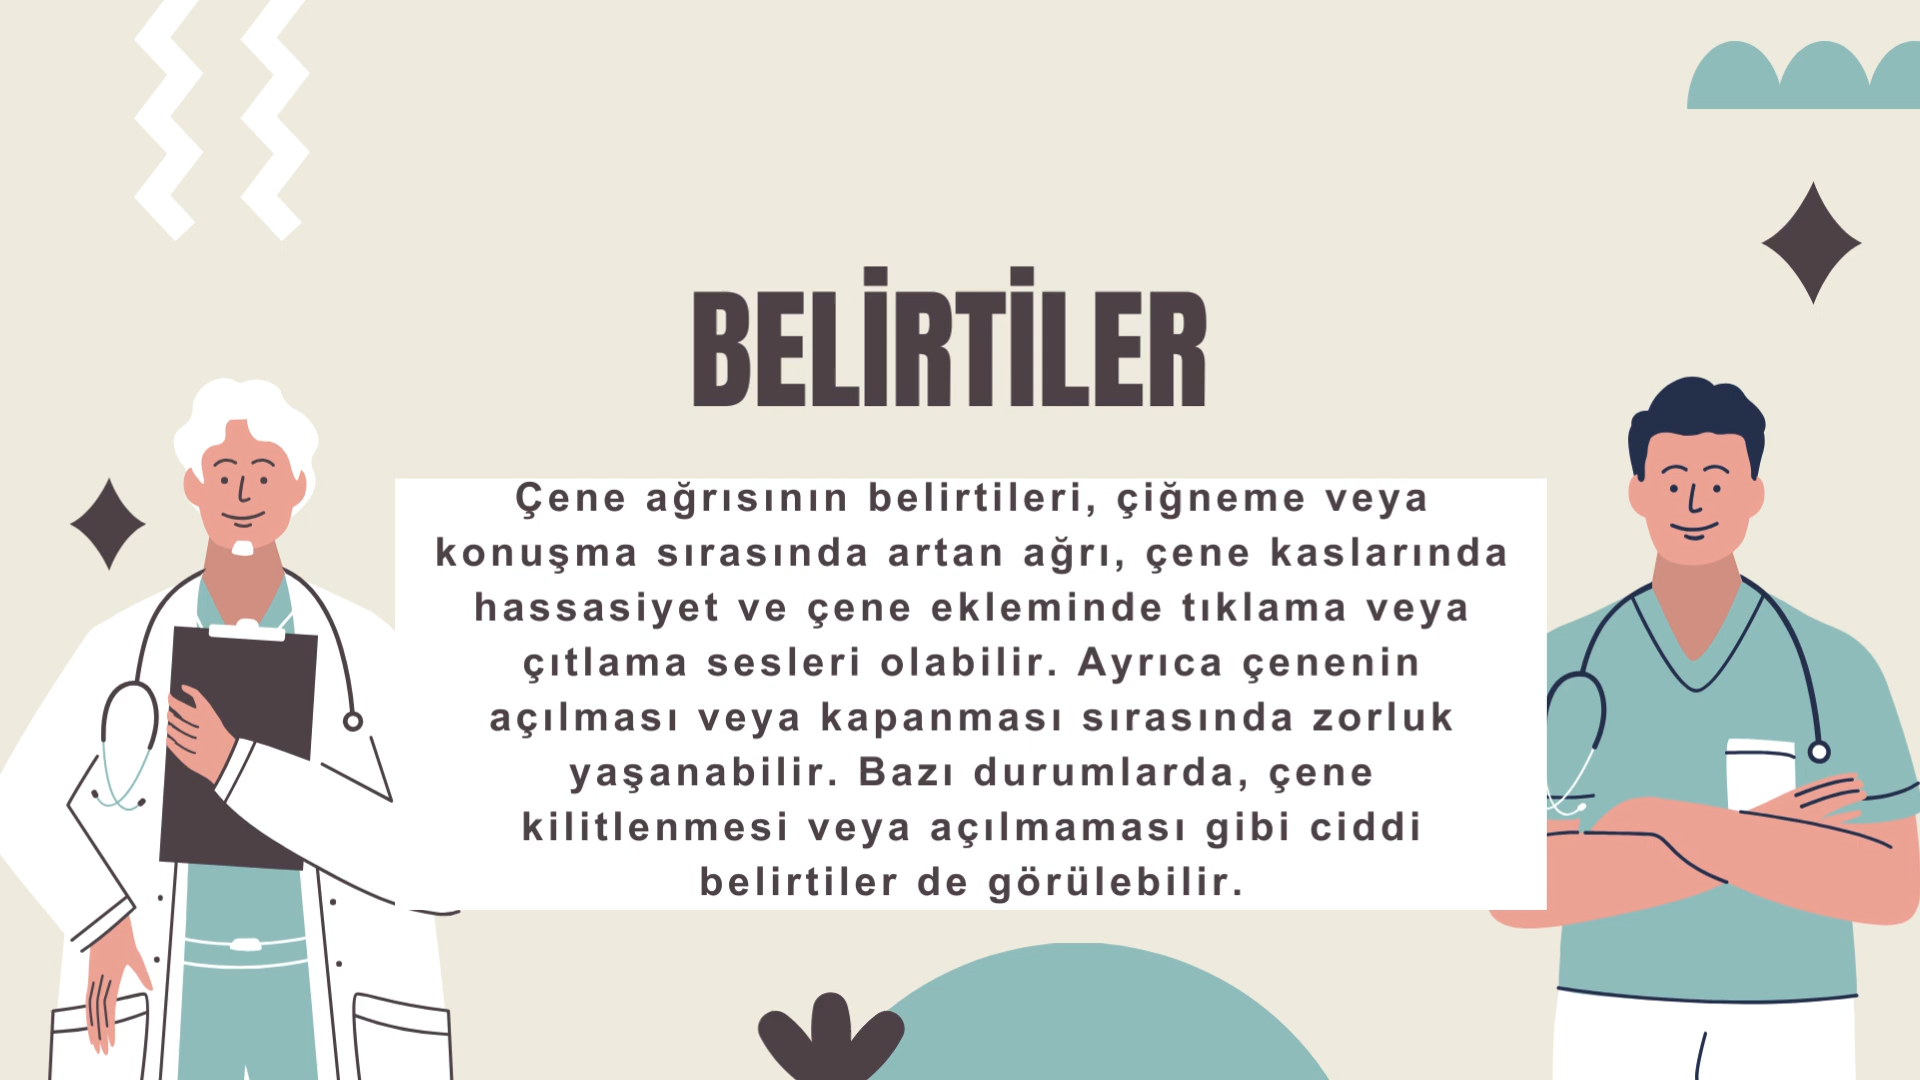 BELİRTİLER
Çene ağrısının belirtileri, çiğneme veya
konuşma sırasında artan ağrı, çene kaslarında
hassasiyet ve çene ekleminde tıklama veya
çıtlama sesleri olabilir. Ayrıca çenenin
açılması veya kapanması sırasında zorluk
yaşanabilir. Bazı durumlarda, çene
kilitlenmesi veya açılmaması gibi ciddi
belirtiler de görülebilir.